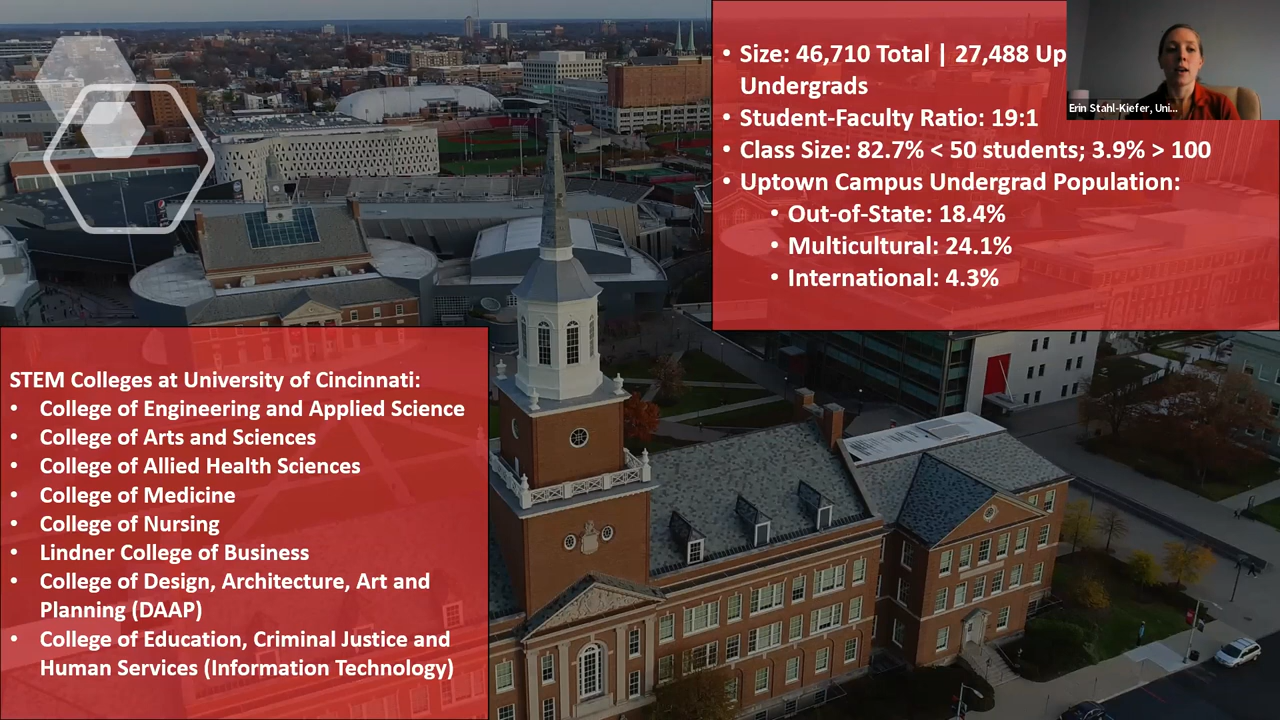 • Size: 46,710 Total | 27,488 Up
Undergrads
• Student-Faculty Ratio: 19:1
• Class Size: 82.7% < 50 students; 3.9% > 100
• Uptown Campus Undergrad Population:
• Out-of-State: 18.4%
• Multicultural: 24.1%
• International: 4.3%
Erin Stahl-Kiefer, Uni...
STEM Colleges at University of Cincinnati:
• College of Engineering and Applied Science
• College of Arts and Sciences
• College of Allied Health Sciences
• College of Medicine
• College of Nursing
• Lindner College of Business
• College of Design, Architecture, Art and
Planning (DAAP)
• College of Education, Criminal Justice and
Human Services (Information Technology)